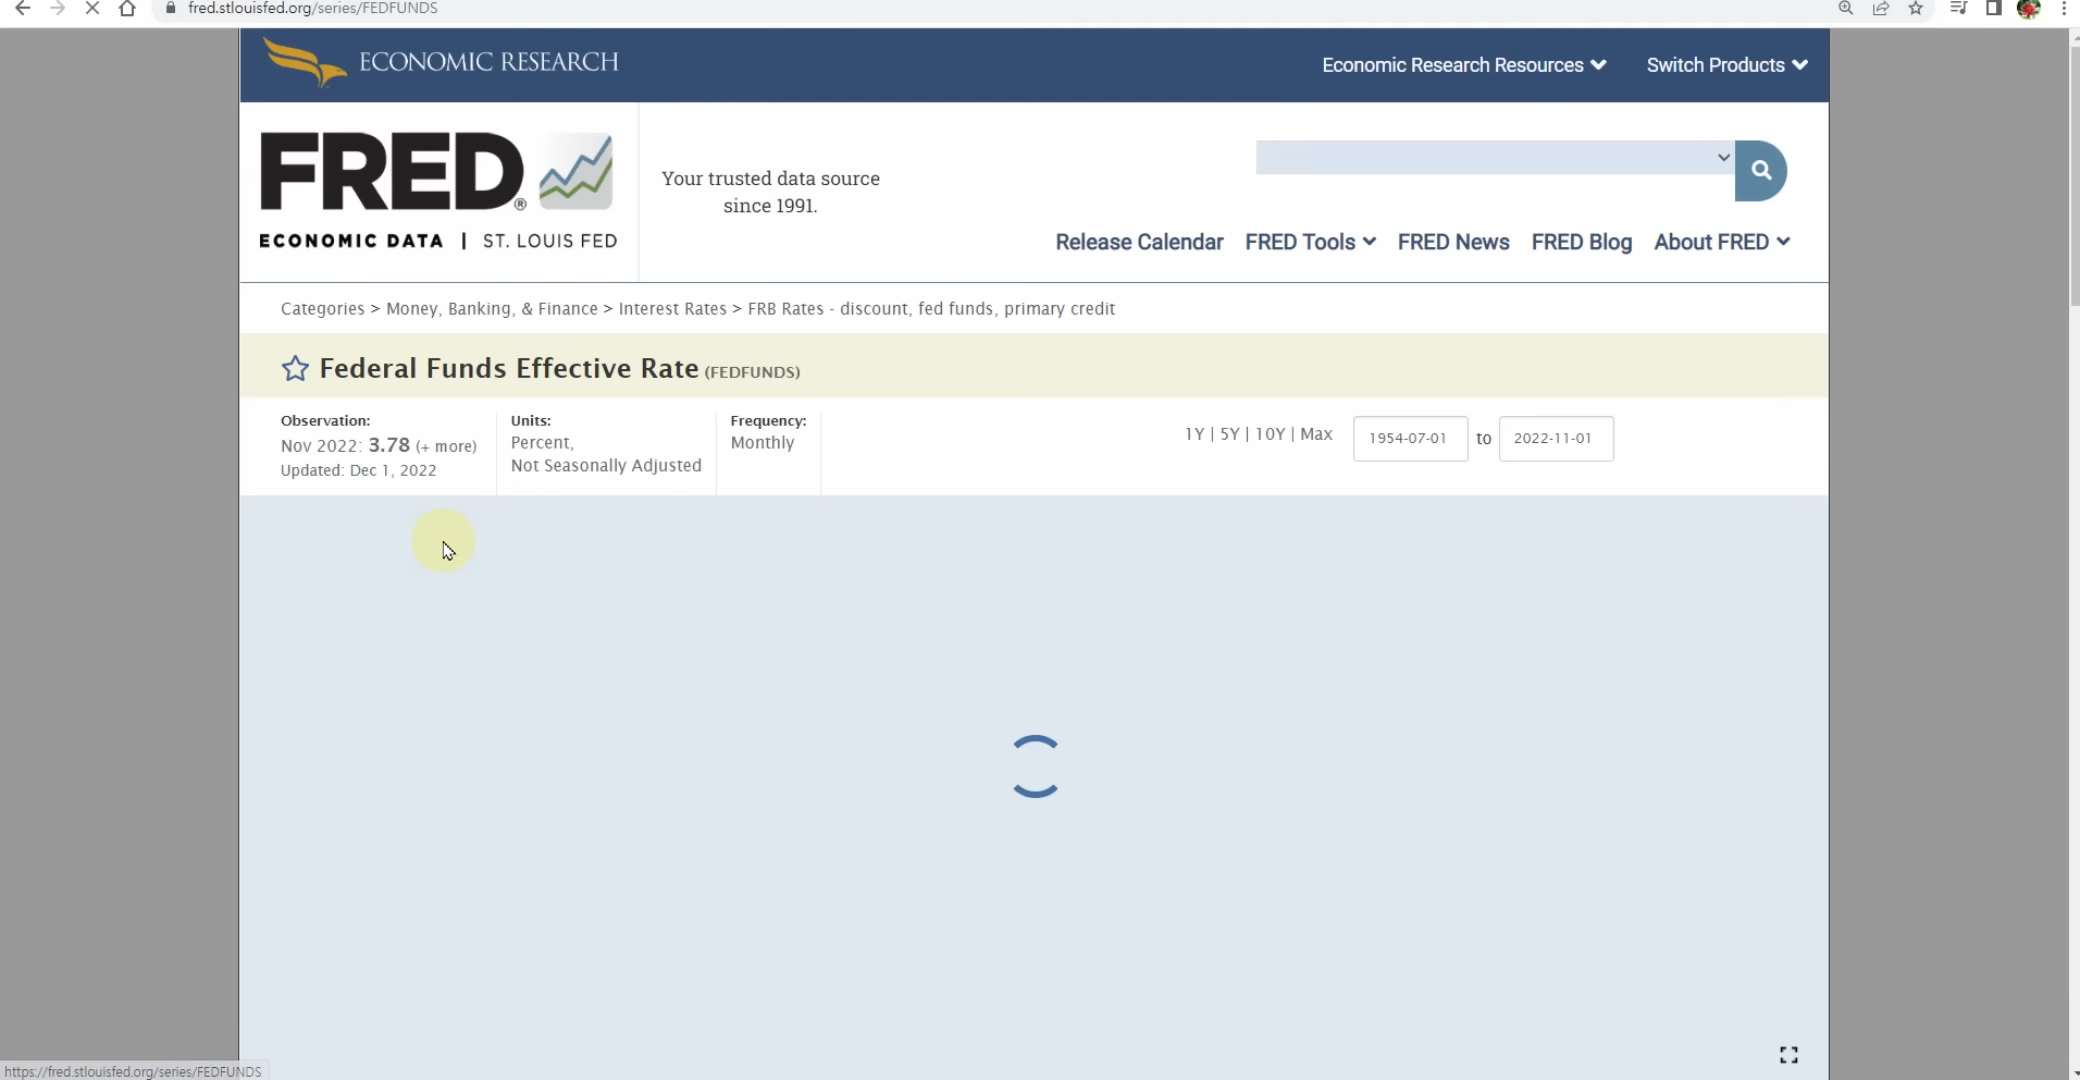 fred.stlouisfed.org/series/FEDFUNDS
ECONOMIC RESEARCH
Economic Research Resources
Switch Products
FRED®
ECONOMIC DATA | ST. LOUIS FED
Your trusted data source
since 1991.
Release Calendar
FRED Tools
FRED News
FRED Blog
About FRED
Categories > Money, Banking, & Finance > Interest Rates > FRB Rates - discount, fed funds, primary credit
Federal Funds Effective Rate (FEDFUNDS)
Observation:
Nov 2022: 3.78 (+ more)
Updated: Dec 1, 2022
Units:
Percent,
Not Seasonally Adjusted
Frequency:
Monthly
1Y | 5Y | 10Y | Max
1954-07-01 to 2022-11-01
https://fred.stlouisfed.org/series/FEDFUNDS